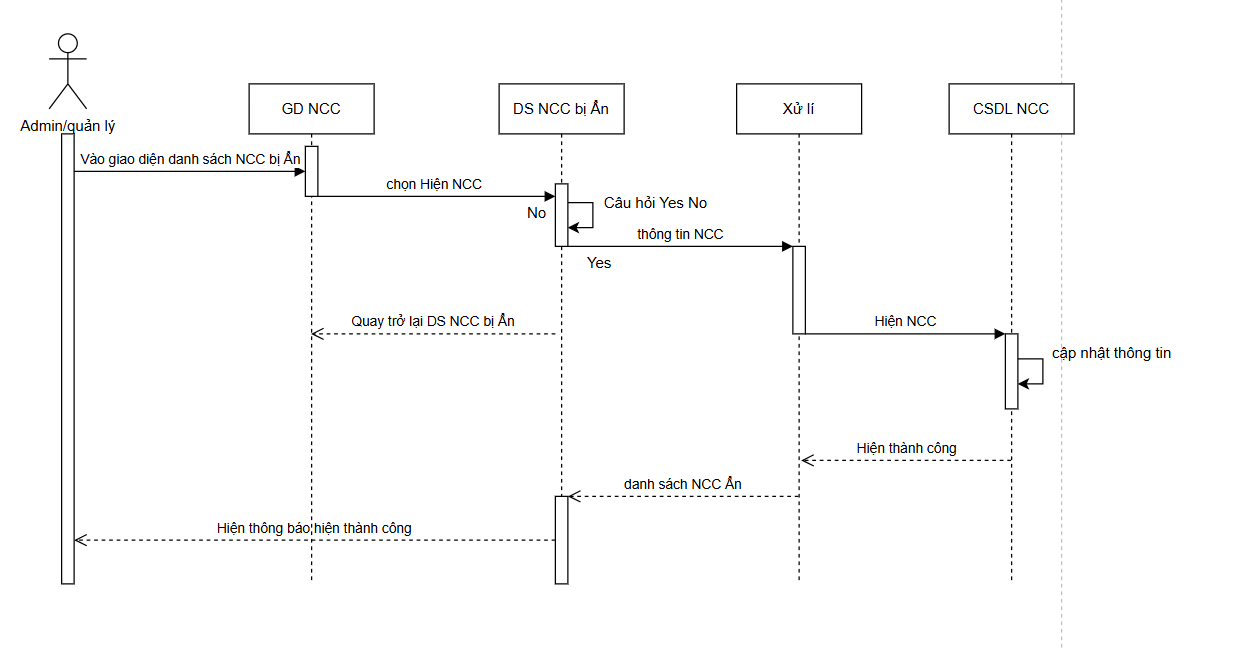 GD NCC
DS NCC bị Ẩn
Xử lí
CSDL NCC
Admin/quản lý
Vào giao diện danh sách NCC bị Ẩn
chọn Hiện NCC
Câu hỏi Yes No
No
thông tin NCC
Yes
Quay trở lại DS NCC bị Ẩn
Hiện NCC
cập nhật thông tin
Hiện thành công
danh sách NCC Ẩn
Hiện thông báo hiện thành công